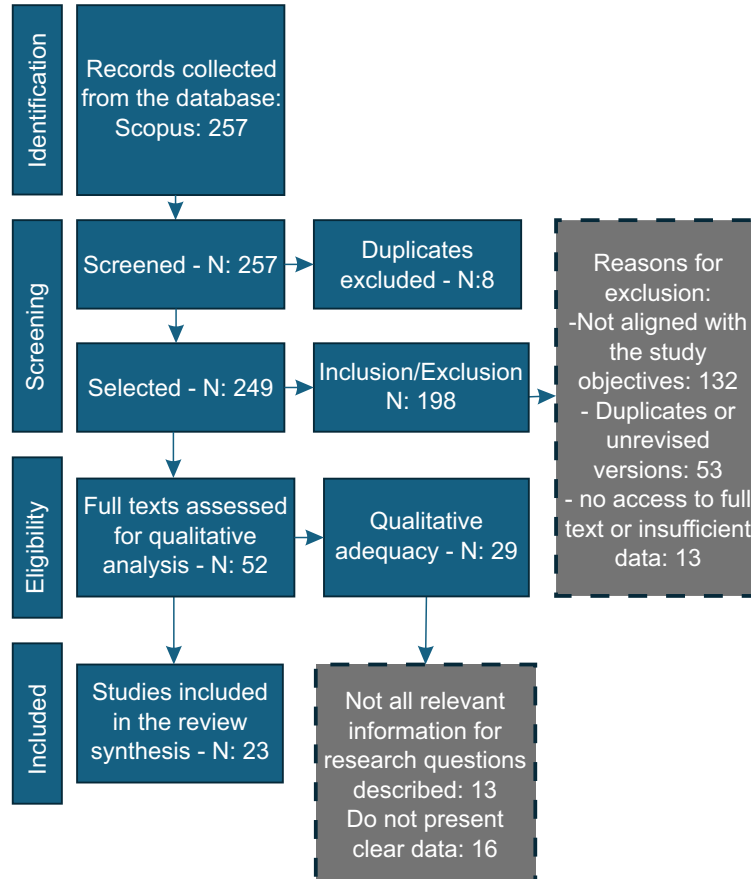 Identification
Records collected
from the database:
Scopus: 257
Screening
Screened - N: 257
Duplicates
excluded - N:8
Selected - N: 249
Inclusion/Exclusion
N: 198
Reasons for
exclusion:
-Not aligned with
the study
objectives: 132
- Duplicates or
unrevised
versions: 53
- no access to full
text or insufficient
data: 13
Eligibility
Full texts assessed
for qualitative
analysis - N: 52
Qualitative
adequacy - N: 29
Included
Studies included
in the review
synthesis - N: 23
Not all relevant
information for
research questions
described: 13
Do not present
clear data: 16